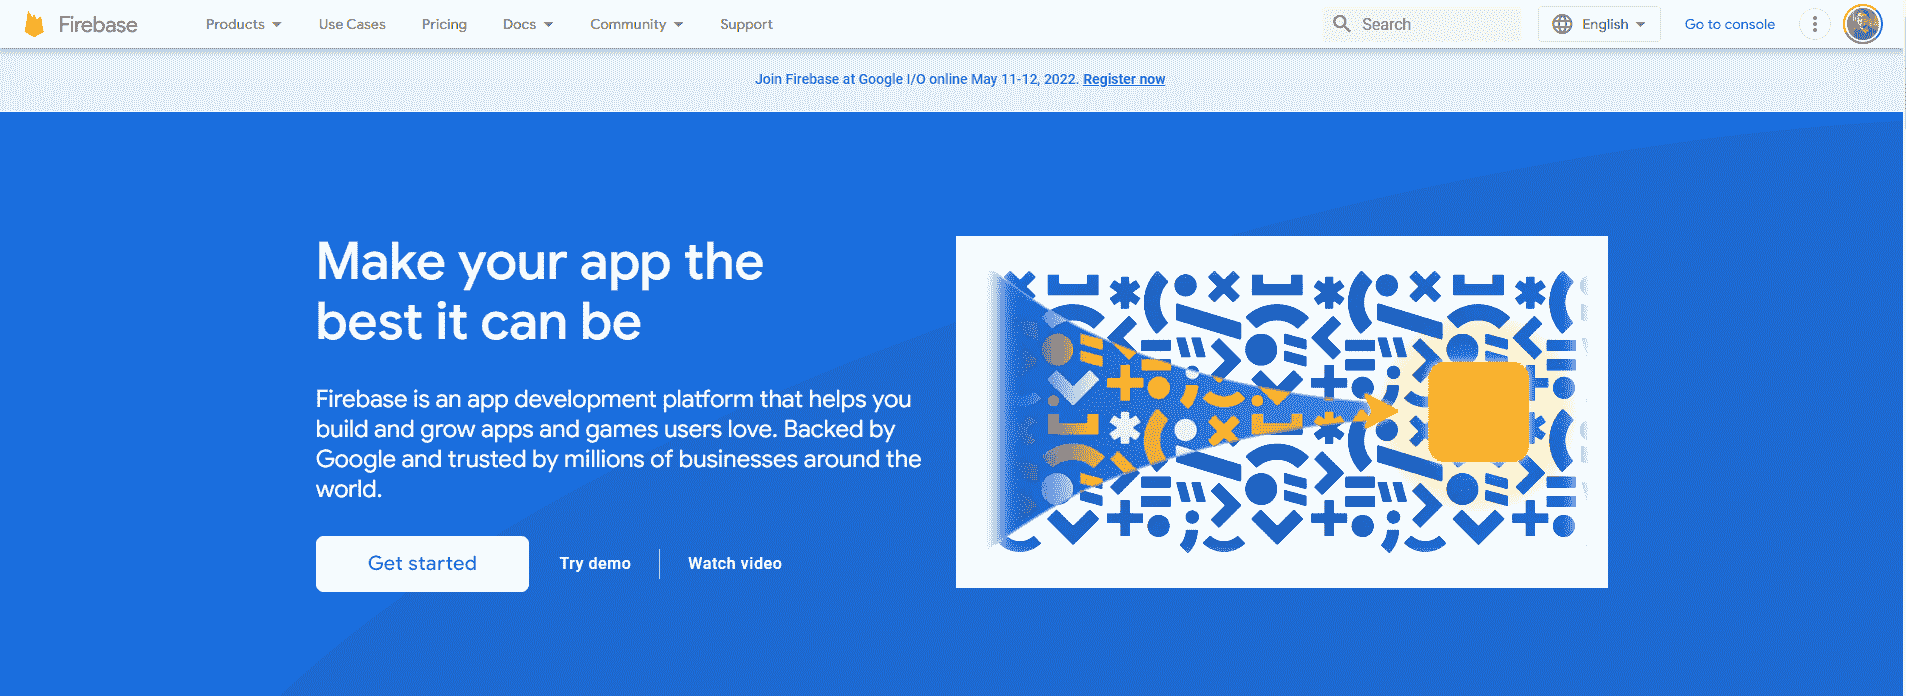 Firebase Products Use Cases Pricing Docs Community Support Search English Go to console
Join Firebase at Google I/O online May 11-12, 2022. Register now
Make your app the
best it can be
Firebase is an app development platform that helps you
build and grow apps and games users love. Backed by
Google and trusted by millions of businesses around the
world.
Get started Try demo Watch video